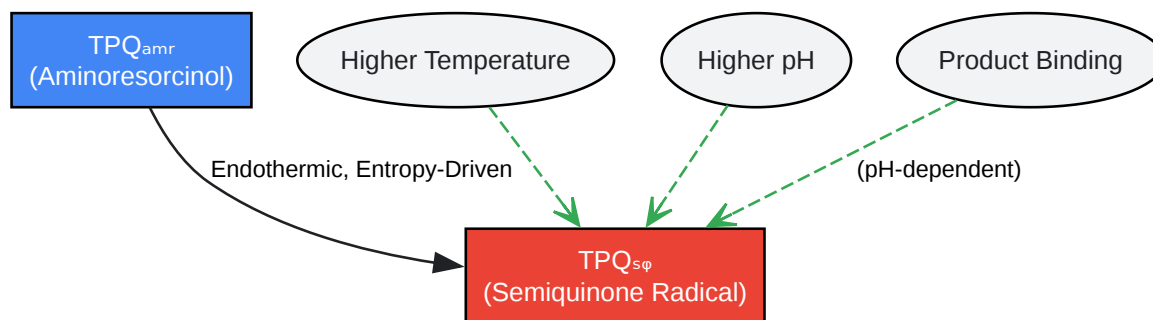 TPQₐₘᵣ
(Aminoresorcinol)
Higher Temperature
Higher pH
Product Binding
Endothermic, Entropy-Driven
(pH-dependent)
TPQₛᵩ
(Semiquinone Radical)